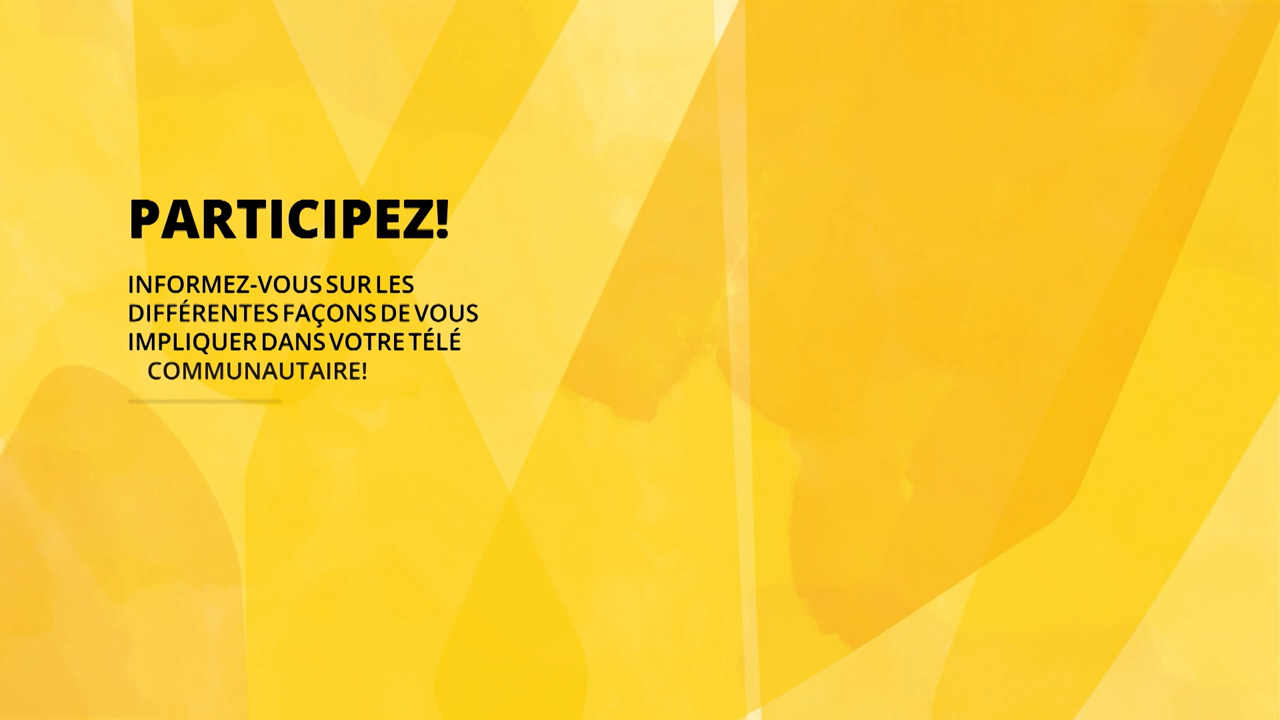 PARTICIPEZ!
INFORMEZ-VOUS SUR LES
DIFFÉRENTES FAÇONS DE VOUS
IMPLIQUER DANS VOTRE TÉLÉ
COMMUNAUTAIRE!